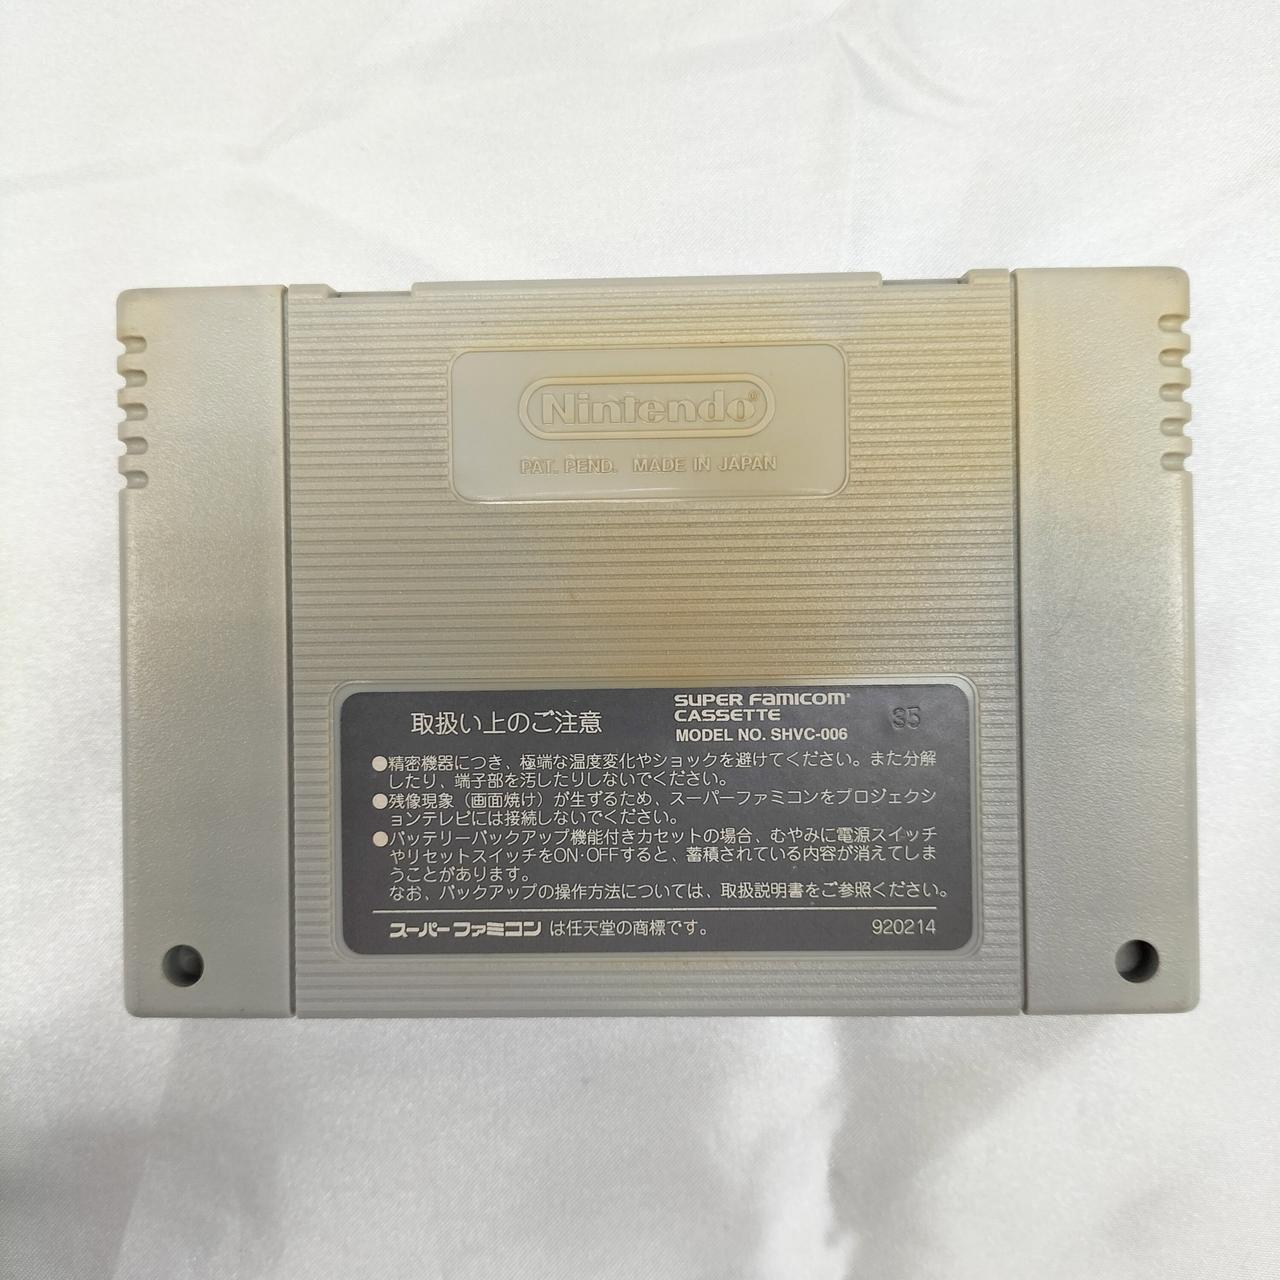 Nintendo®
PAT. PEND. MADE IN JAPAN
取扱い上のご注意
SUPER FAMICOM®
CASSETTE
MODEL NO. SHVC-006
35
●精密機器につき、極端な温度変化やショックを避けてください。また分解
したり、端子部を汚したりしないでください。
●残像現象（画面焼け）が生ずるため、スーパーファミコンをプロジェクシ
ョンテレビには接続しないでください。
●バッテリーバックアップ機能付きカセットの場合、むやみに電源スイッチ
やリセットスイッチをON・OFFすると、蓄積されている内容が消えてしま
うことがあります。
なお、バックアップの操作方法については、取扱説明書をご参照ください。
スーパーファミコン は任天堂の商標です。
920214